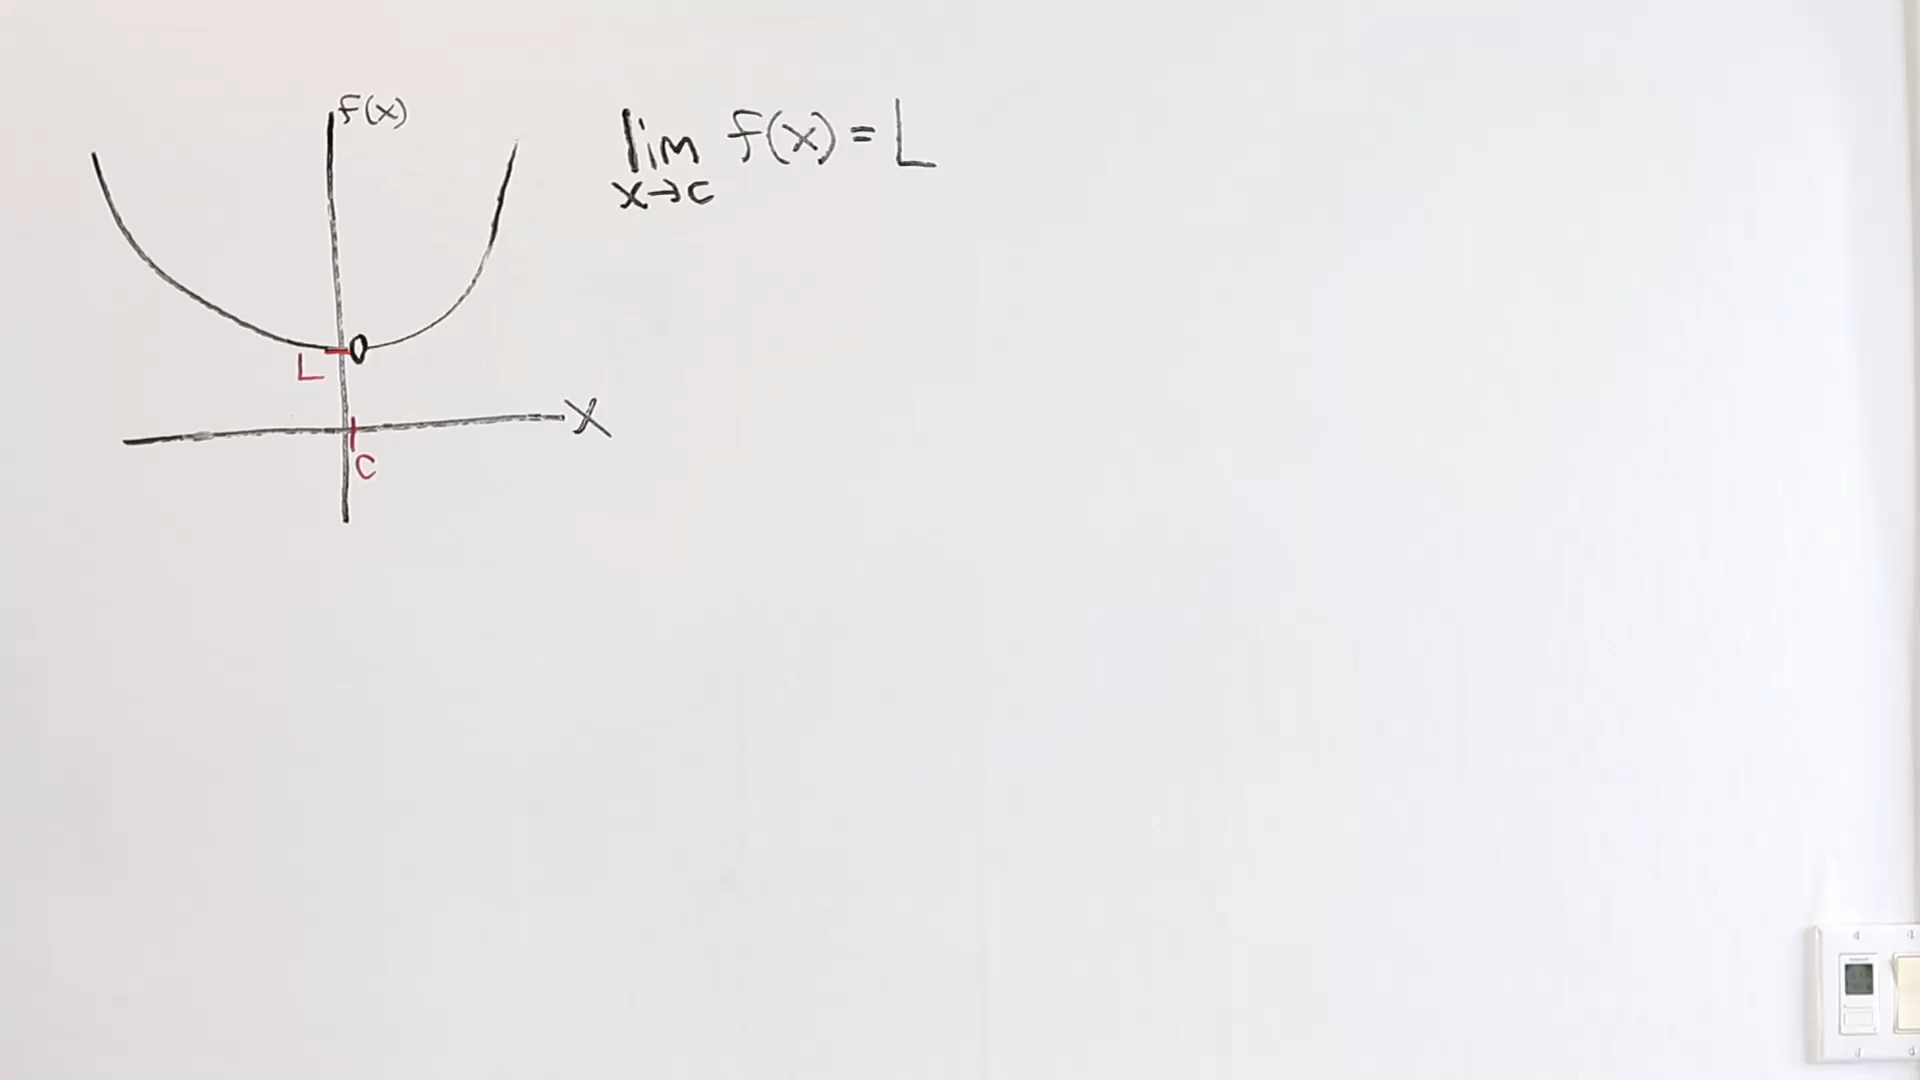 f(x)
lim f(x) = L
x→c
L
X
C